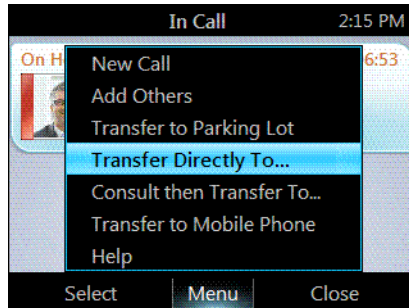 In Call 2:15 PM
On H 6:53
New Call
Add Others
Transfer to Parking Lot
Transfer Directly To...
Consult then Transfer To...
Transfer to Mobile Phone
Help
Select Menu Close